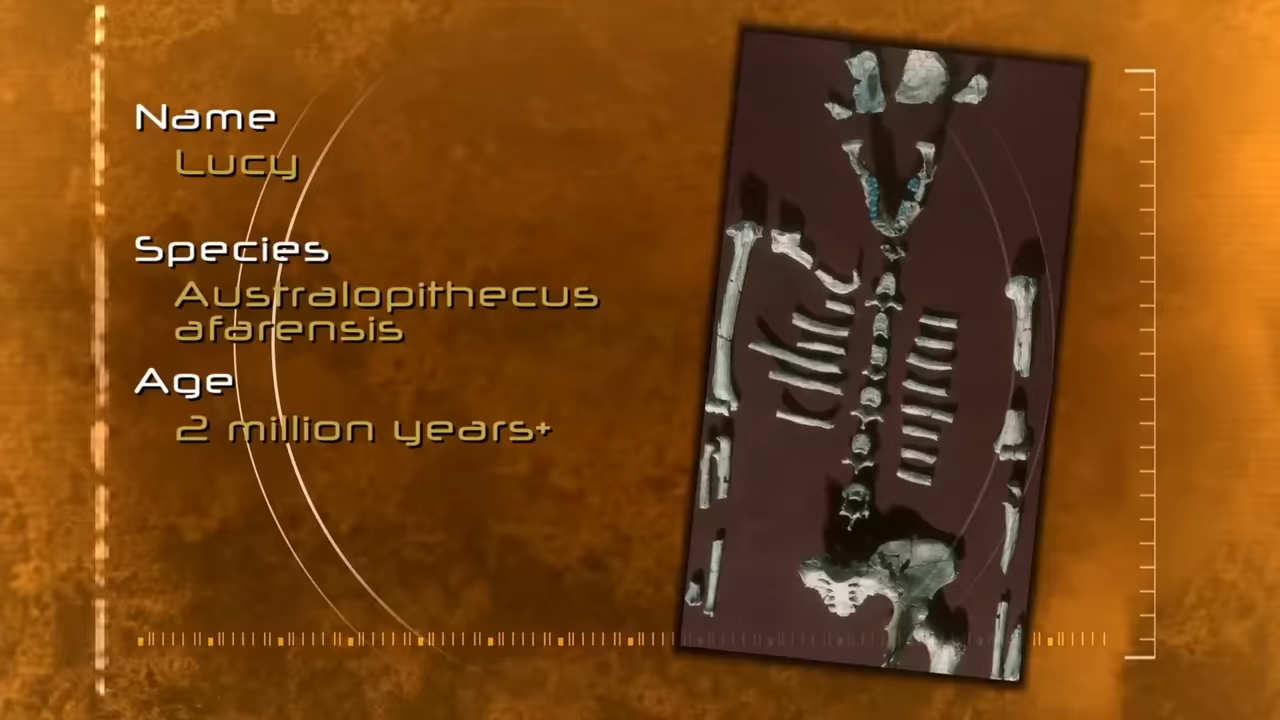 Name
Lucy
Species
Australopithecus
afarensis
Age
2 million years+